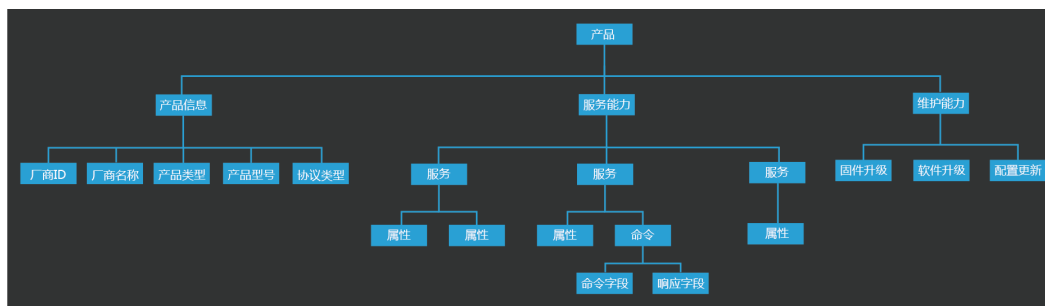 产品
产品信息
服务能力
维护能力
厂商ID
厂商名称
产品类型
产品型号
协议类型
服务
服务
服务
固件升级
软件升级
配置更新
属性
属性
属性
命令
属性
命令字段
响应字段